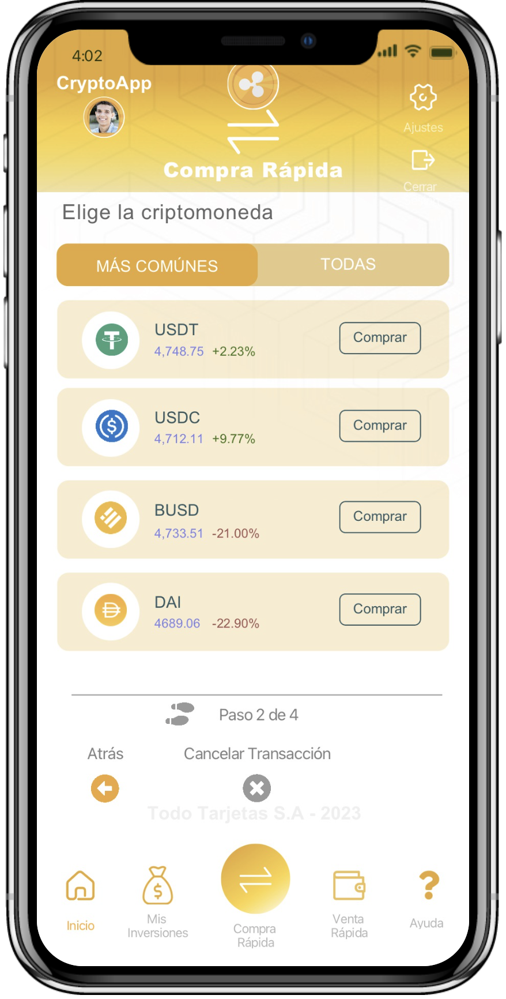 4:02
CryptoApp
Ajustes
Compra Rápida
Cerrar
Elige la criptomoneda
MÁS COMÚNES
TODAS
USDT
4,748.75 +2.23%
Comprar
USDC
4,712.11 +9.77%
Comprar
BUSD
4,733.51 -21.00%
Comprar
DAI
4689.06 -22.90%
Comprar
Paso 2 de 4
Atrás
Cancelar Transacción
Todo Tarjetas S.A - 2023
Inicio
Mis
Inversiones
Compra
Rápida
Venta
Rápida
Ayuda